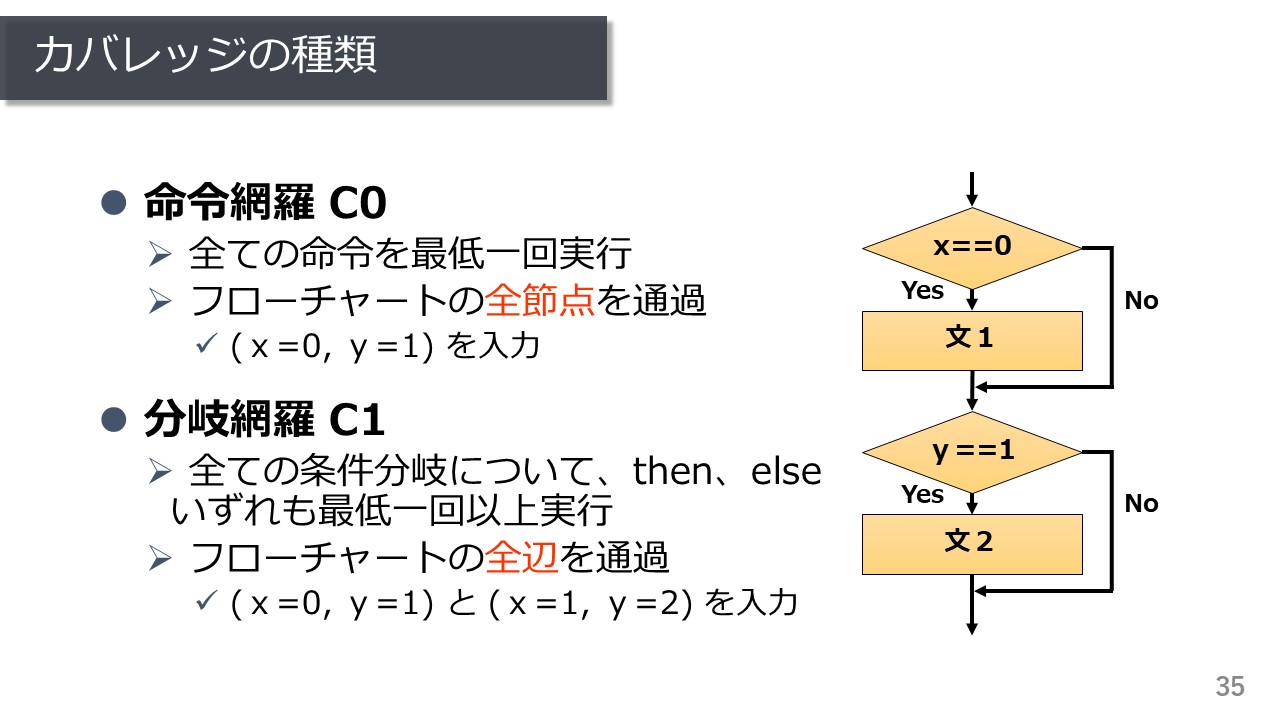 カバレッジの種類
命令網羅 C0
全ての命令を最低一回実行
フローチャートの全節点を通過
(ｘ=0, ｙ=1) を入力
分岐網羅 C1
全ての条件分岐について、then、else
いずれも最低一回以上実行
フローチャートの全辺を通過
(ｘ=0, ｙ=1) と (ｘ=1, ｙ=2) を入力
x==0
Yes
No
文１
ｙ==1
Yes
No
文２
35